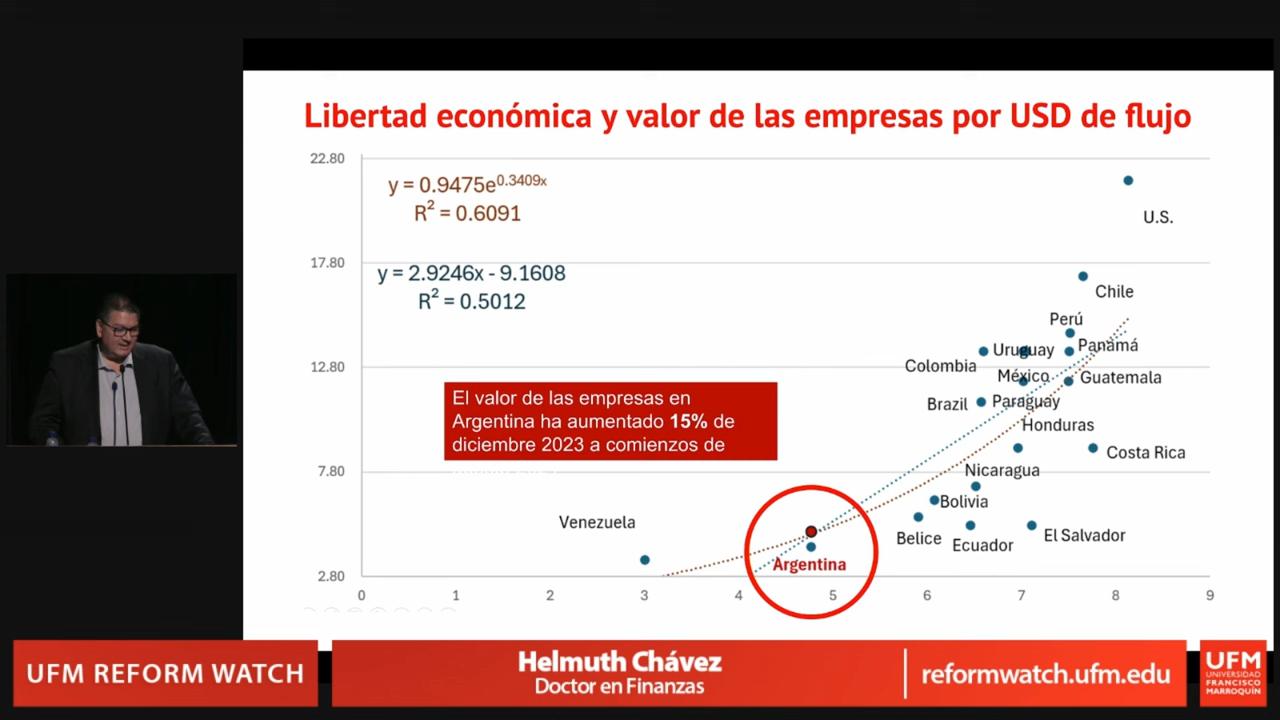 Libertad económica y valor de las empresas por USD de flujo
22.80
17.80
12.80
7.80
2.80
y = 0.9475e^0.3409x
R² = 0.6091
y = 2.9246x - 9.1608
R² = 0.5012
El valor de las empresas en
Argentina ha aumentado 15% de
diciembre 2023 a comienzos de
U.S.
Chile
Perú
Uruguay
Panamá
Colombia
México
Guatemala
Brazil
Paraguay
Honduras
Costa Rica
Nicaragua
Bolivia
Venezuela
Belice
Ecuador
El Salvador
Argentina
0 1 2 3 4 5 6 7 8 9
UFM REFORM WATCH
Helmuth Chávez
Doctor en Finanzas
reformwatch.ufm.edu
UFM
UNIVERSIDAD
FRANCISCO
MARROQUÍN